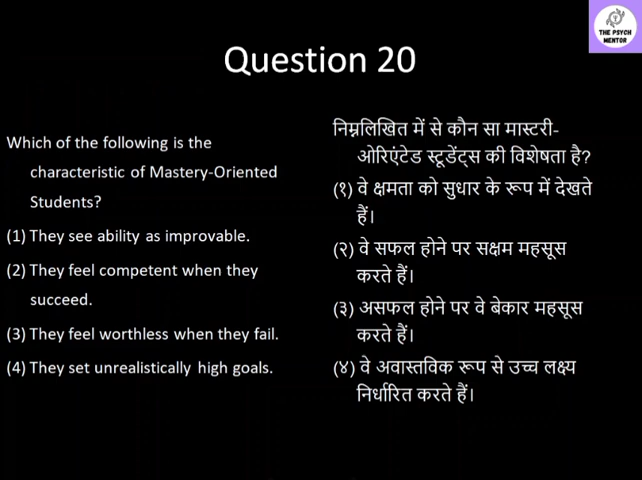 THE PSYCH
MENTOR
Question 20
Which of the following is the
characteristic of Mastery-Oriented
Students?
(1) They see ability as improvable.
(2) They feel competent when they
succeed.
(3) They feel worthless when they fail.
(4) They set unrealistically high goals.
निम्नलिखित में से कौन सा मास्टरी-
ओरिएंटेड स्टूडेंट्स की विशेषता है?
(१) वे क्षमता को सुधार के रूप में देखते
हैं।
(२) वे सफल होने पर सक्षम महसूस
करते हैं।
(३) असफल होने पर वे बेकार महसूस
करते हैं।
(४) वे अवास्तविक रूप से उच्च लक्ष्य
निर्धारित करते हैं।